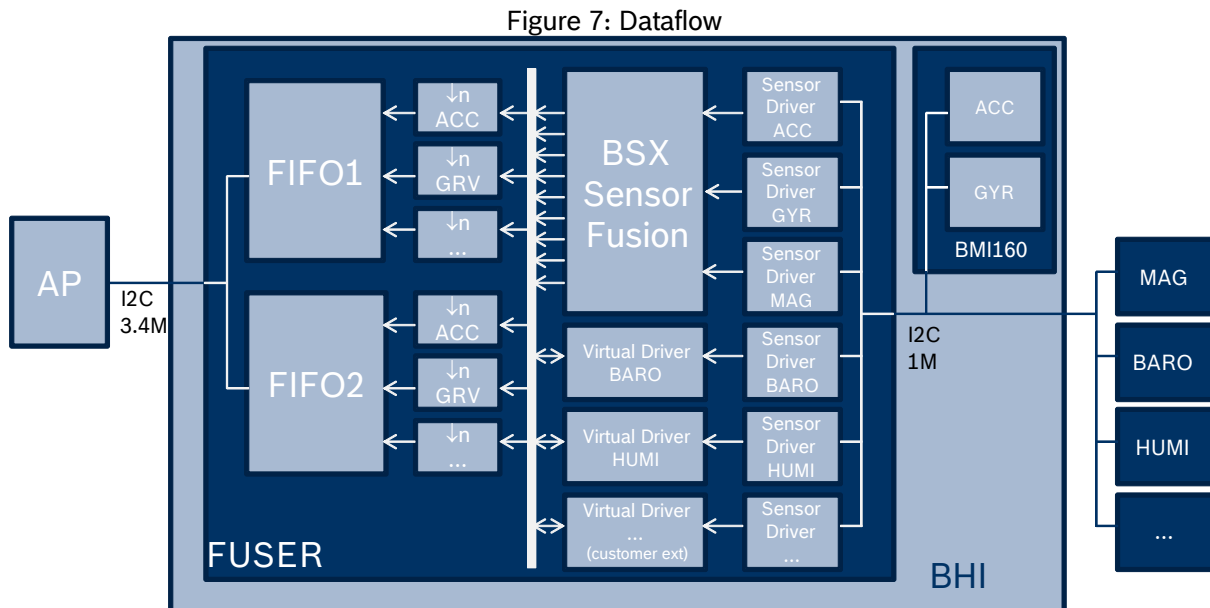 Figure 7: Dataflow
AP
I2C
3.4M
FIFO1
FIFO2
↓n
ACC
↓n
GRV
↓n
...
↓n
ACC
↓n
GRV
↓n
...
BSX
Sensor
Fusion
Virtual Driver
BARO
Virtual Driver
HUMI
Virtual Driver
...
(customer ext)
Sensor
Driver
ACC
Sensor
Driver
GYR
Sensor
Driver
MAG
Sensor
Driver
BARO
Sensor
Driver
HUMI
Sensor
Driver
...
FUSER
ACC
GYR
BMI160
I2C
1M
BHI
MAG
BARO
HUMI
...